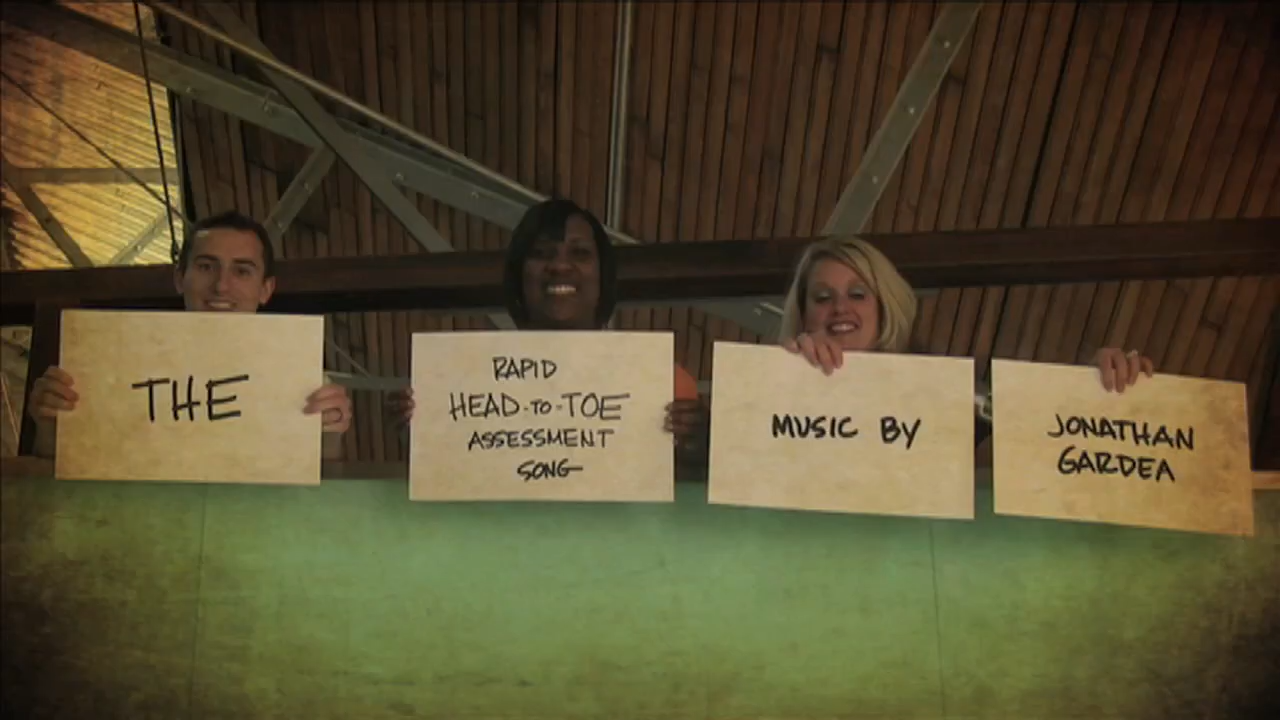 THE
RAPID
HEAD-TO-TOE
ASSESSMENT
SONG
MUSIC BY
JONATHAN
GARDEA